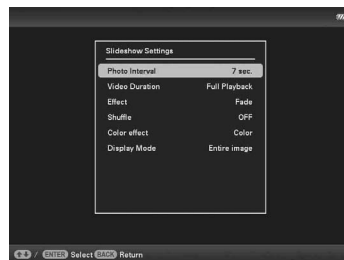 Slideshow Settings
Photo Interval 7 sec.
Video Duration Full Playback
Effect Fade
Shuffle OFF
Color effect Color
Display Mode Entire image
/ ENTER Select BACK Return